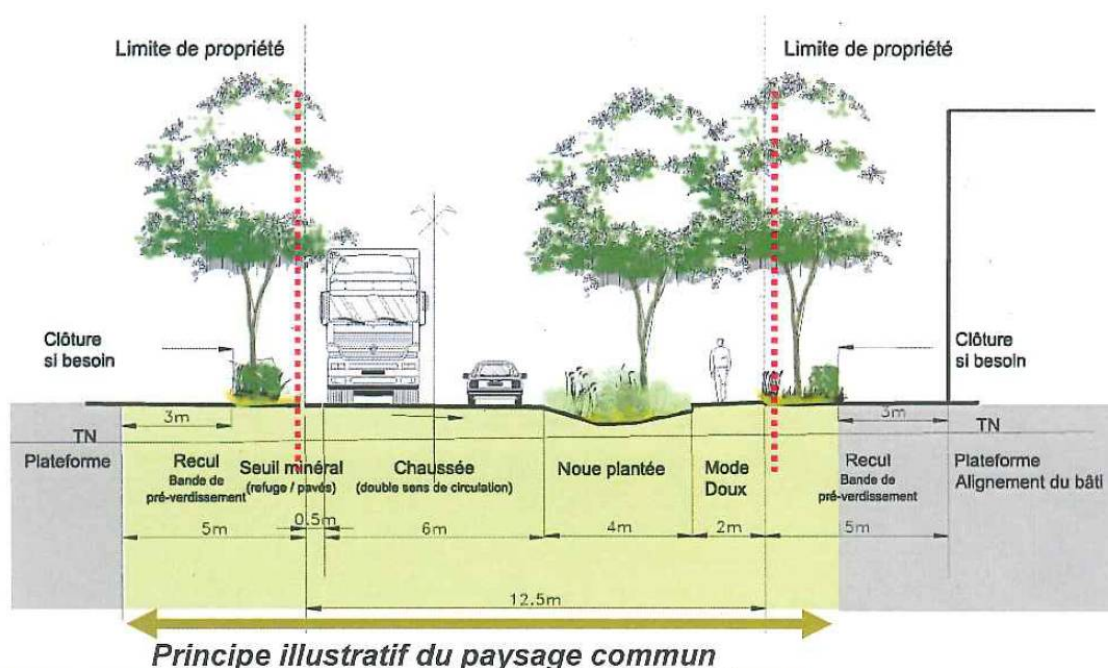 Limite de propriété
Limite de propriété
Clôture
si besoin
Clôture
si besoin
3m
3m
TN
TN
Plateforme
Recul
Bande de
pré-verdissement
Seuil minéral
(refuge / pavés)
Chaussée
(double sens de circulation)
Noue plantée
Mode
Doux
Recul
Bande de
pré-verdissement
Plateforme
Alignement du bâti
5m
0.5m
6m
4m
2m
5m
12.5m
Principe illustratif du paysage commun